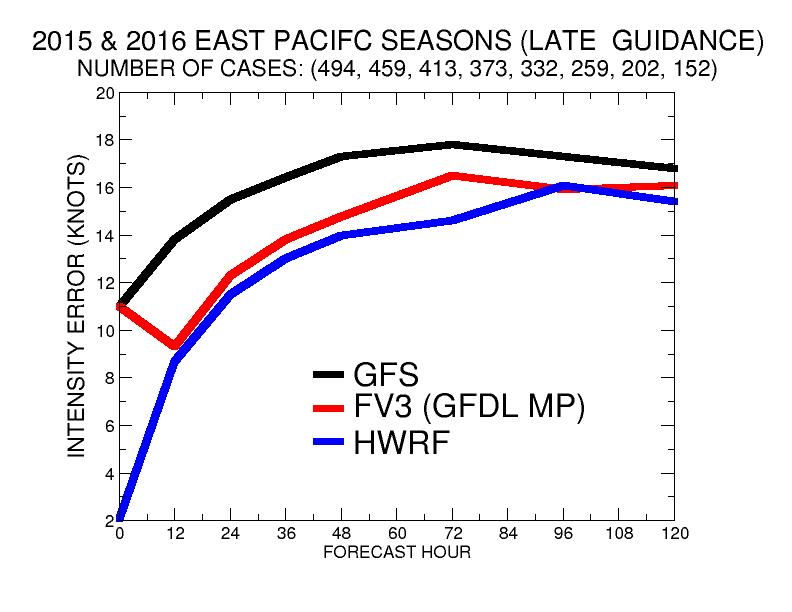 2015 & 2016 EAST PACIFC SEASONS (LATE  GUIDANCE)
NUMBER OF CASES: (494, 459, 413, 373, 332, 259, 202, 152)
20
18
16
14
12
10
8
6
4
2
INTENSITY ERROR (KNOTS)
GFS
FV3 (GFDL MP)
HWRF
0 12 24 36 48 60 72 84 96 108 120
FORECAST HOUR